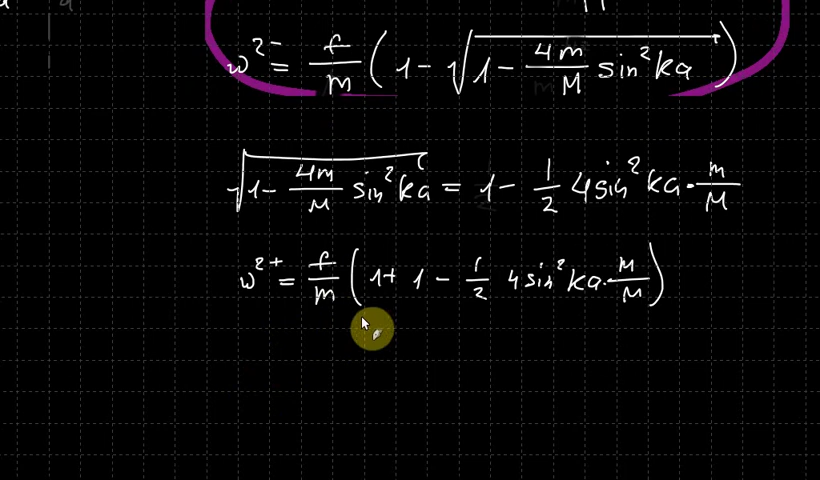 ω²⁻ = f/m (1 - √(1 - 4m/M sin²ka))
√(1 - 4m/M sin²ka) = 1 - 1/2 4sin²ka · m/M
ω²⁺ = f/m (1 + 1 - 1/2 4sin²ka · m/M)